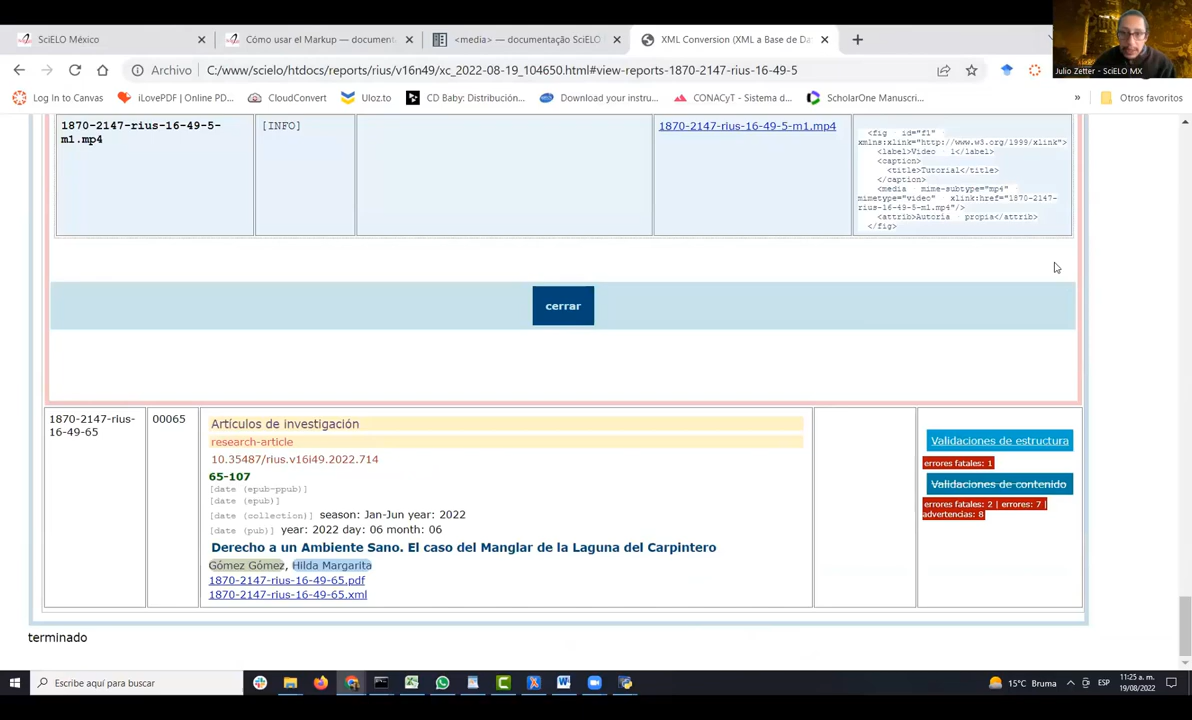 SciELO México
Cómo usar el Markup — document
<media> — documentação SciELO
XML Conversion (XML a Base de Da
Archivo
C:/www/scielo/htdocs/reports/rius/v16n49/xc_2022-08-19_104650.html#view-reports-1870-2147-rius-16-49-5
Julio Zetter - SciELO MX
Log In to Canvas
iLovePDF | Online PD...
CloudConvert
Uloz.to
CD Baby: Distribución...
Download your instru...
CONACyT - Sistema d...
ScholarOne Manuscri...
»
Otros favoritos
1870-2147-rius-16-49-5-
m1.mp4
[INFO]
1870-2147-rius-16-49-5-m1.mp4
<fig id="f1"
xmlns:xlink="http://www.w3.org/1999/xlink">
<label>Video 1</label>
<caption>
<title>Tutorial</title>
</caption>
<media mime-subtype="mp4"
mimetype="video" xlink:href="1870-2147-
rius-16-49-5-m1.mp4"/>
<attrib>Autoria propia</attrib>
</fig>
cerrar
1870-2147-rius-
16-49-65
00065
Artículos de investigación
research-article
10.35487/rius.v16i49.2022.714
65-107
[date (epub-ppub)]
[date (epub)]
[date (collection)] season: Jan-Jun year: 2022
[date (pub)] year: 2022 day: 06 month: 06
Derecho a un Ambiente Sano. El caso del Manglar de la Laguna del Carpintero
Gómez Gómez, Hilda Margarita
1870-2147-rius-16-49-65.pdf
1870-2147-rius-16-49-65.xml
Validaciones de estructura
errores fatales: 1
Validaciones de contenido
errores fatales: 2 | errores: 7 |
advertencias: 8
terminado
Escribe aquí para buscar
15°C Bruma
ESP
11:25 a. m.
19/08/2022